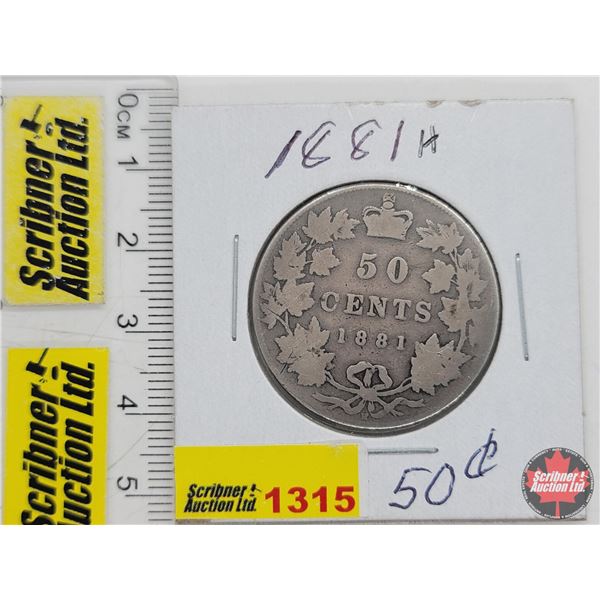 Scribner
Auction Ltd.
Scribner
Auction Ltd.
0CM 1 2 3 4 5
1881 H
50
CENTS
1881
H
Scribner
Auction Ltd.
1315
50 ¢
Scribner
Auction Ltd.